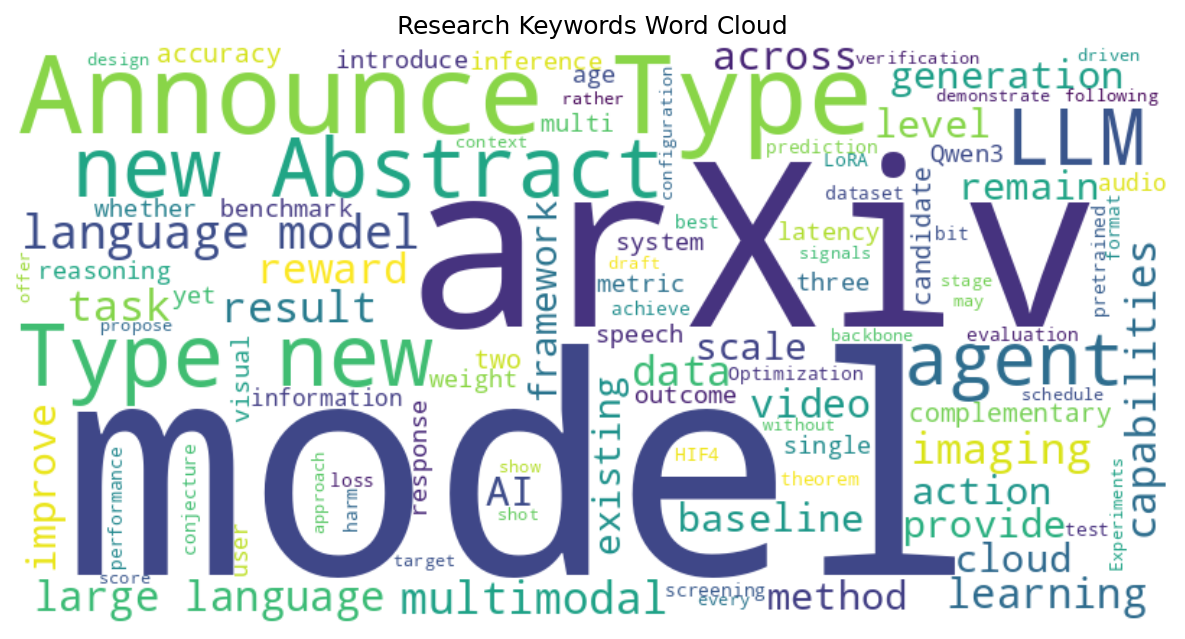 Research Keywords Word Cloud
design
accuracy
introduce
inference
across
verification
driven
age
generation
Announce Type
rather
configuration
demonstrate
following
multi
level
LLM
context
prediction
new Abstract
LoRA
Qwen3
remain
audio
arXiv
dataset
candidate
whether
benchmark
language model
framework
best
latency
bit
pretrained
format
system
signals
offer
reasoning
reward
draft
metric
three
stage
may
capabilities
task
yet
result
achieve
propose
speech
backbone
evaluation
Type new
visual
scale
agent
two
weight
data
Optimization
information
model
existing
outcome
video
schedule
complementary
without
improve
response
single
imaging
performance
conjecture
approach
loss
harm
show
AI
shot
HIF4
theorem
action
baseline
provide
test
Experiments
user
target
cloud
score
large language
multimodal
screening
every
method
learning